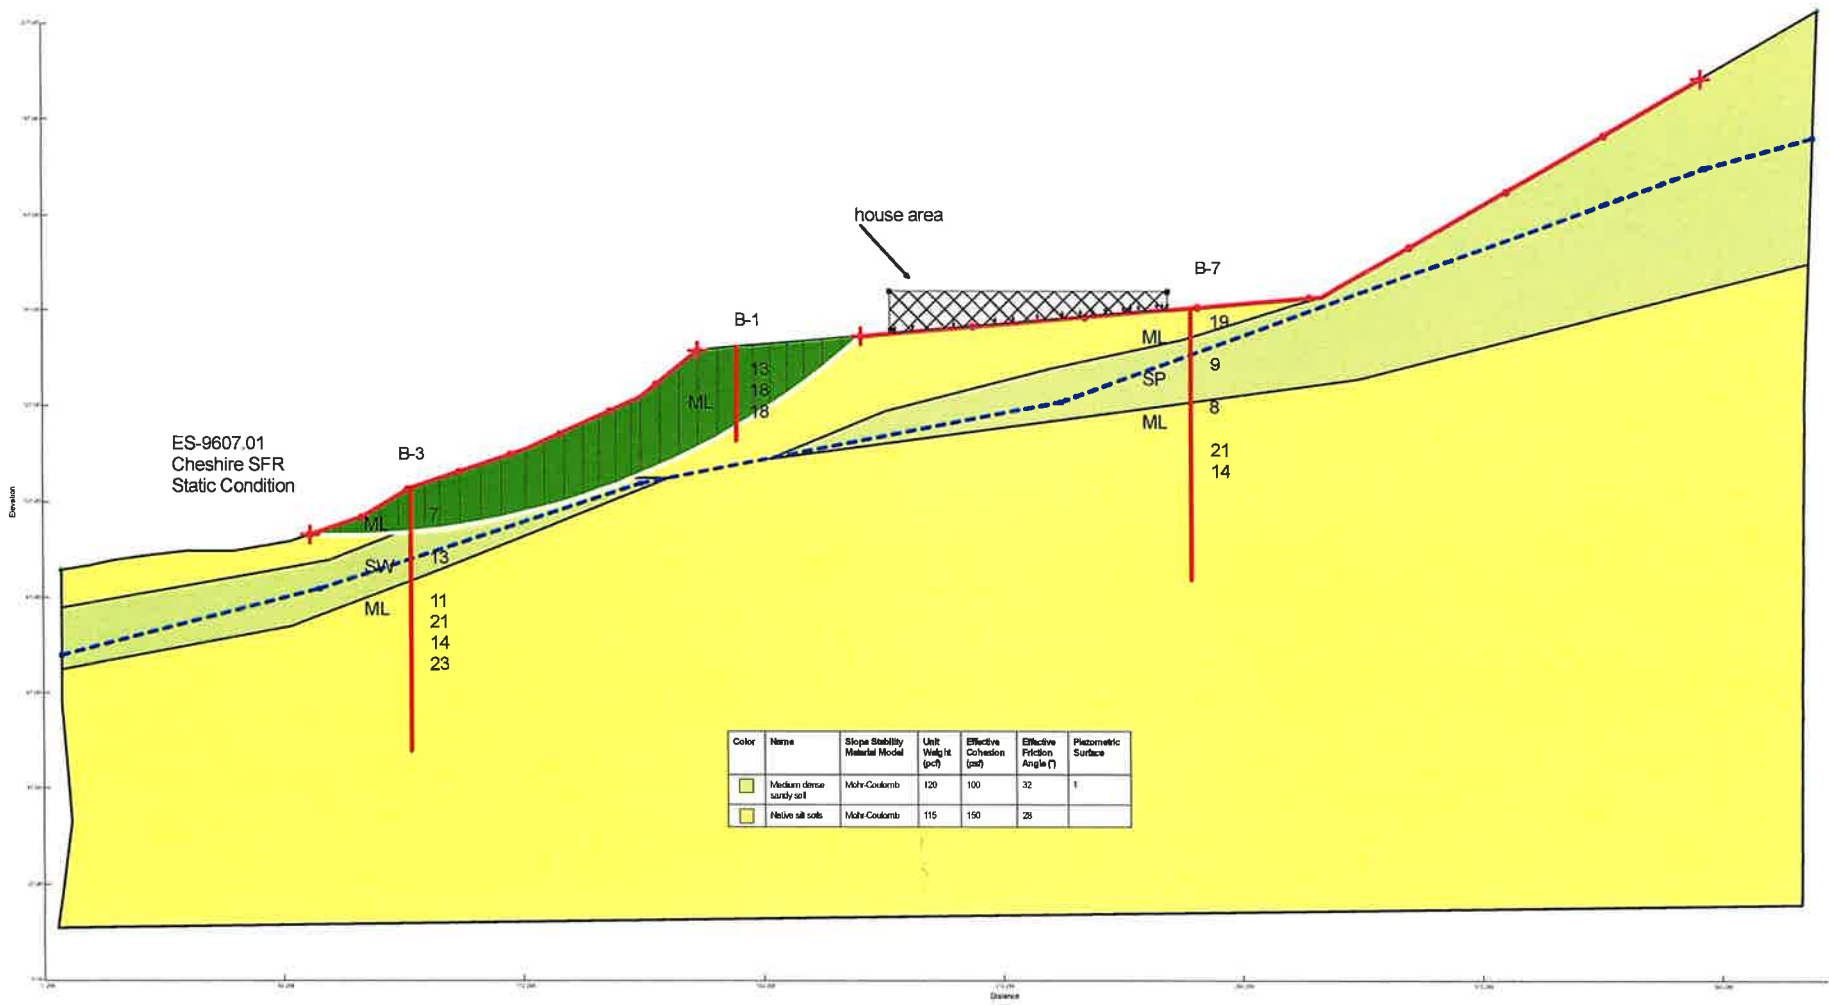 house area
B-7
B-1
19
ML
9
SP
8
ML
21
14
13
18
ML
18
ES-9607.01
Cheshire SFR
Static Condition
B-3
7
ML
13
SW
11
ML
21
14
23
Elevation
Color
Name
Slope Stability
Material Model
Unit
Weight
(pcf)
Effective
Cohesion
(psf)
Effective
Friction
Angle (°)
Piezometric
Surface
Medium dense
sandy soil
Mohr-Coulomb
120
100
32
1
Native silt soils
Mohr-Coulomb
115
150
28
Distance